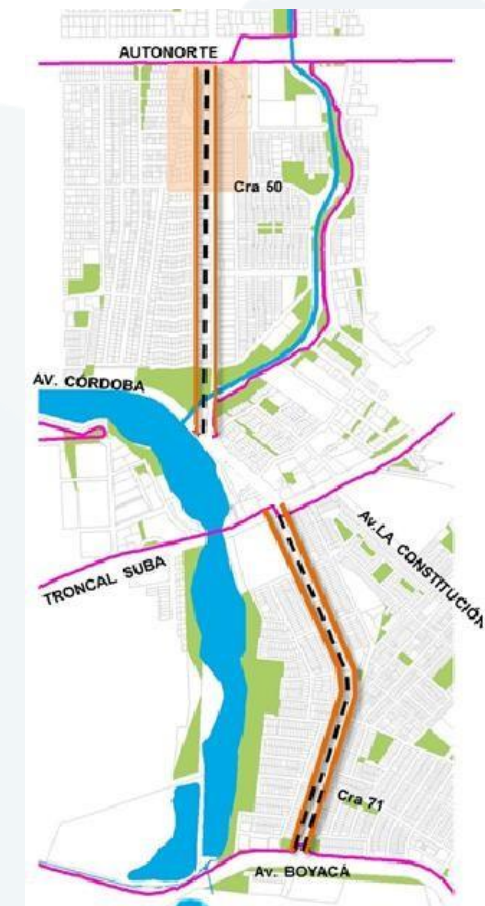 AUTONORTE
Cra 50
AV. CÓRDOBA
Av. LA CONSTITUCIÓN
TRONCAL SUBA
Cra 71
Av. BOYACÁ